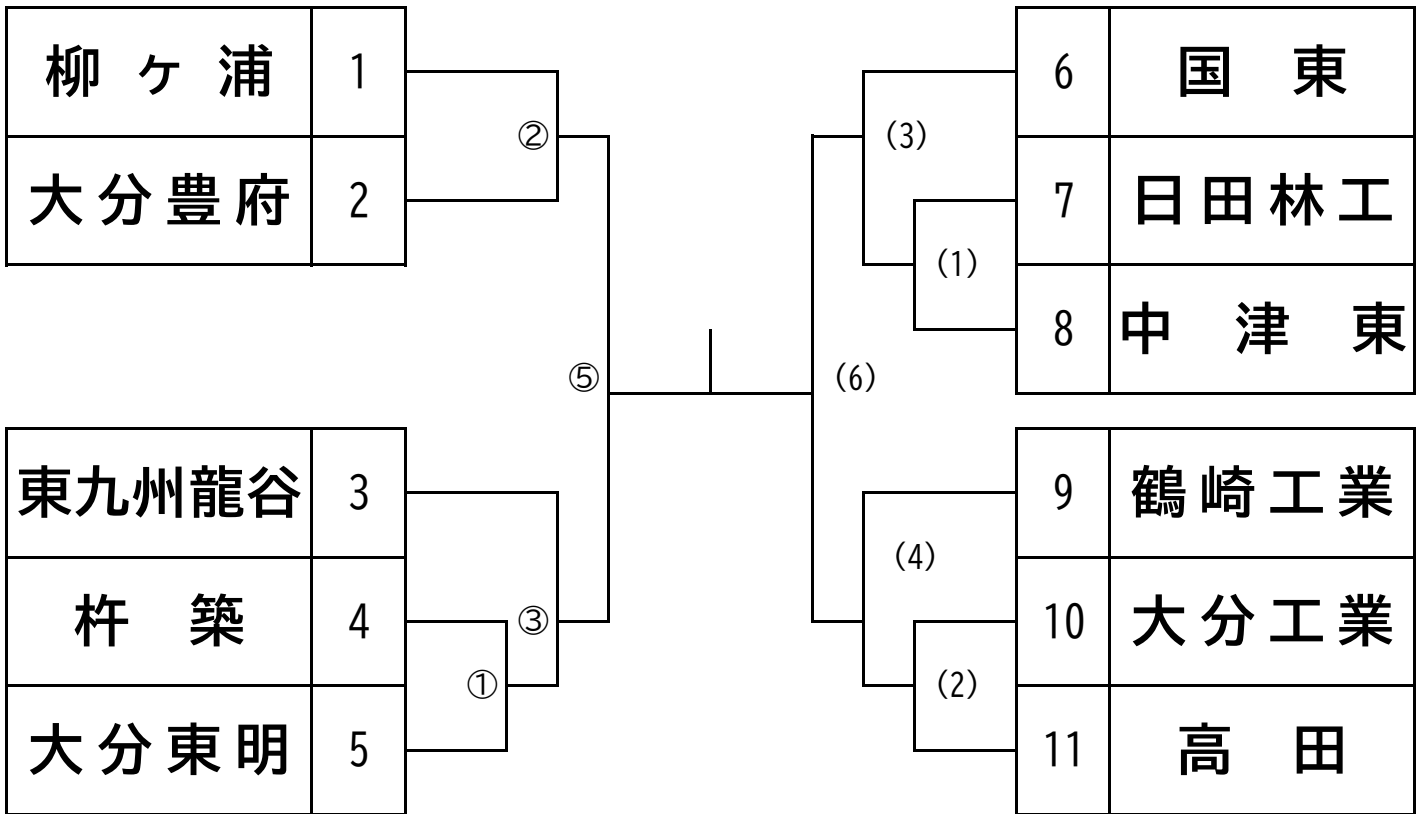 柳ヶ浦 1
②
大分豊府 2
⑤
東九州龍谷 3
杵築 4
③
①
大分東明 5
6 国東
(3)
7 日田林工
(1)
8 中津東
(6)
9 鶴崎工業
(4)
10 大分工業
(2)
11 高田